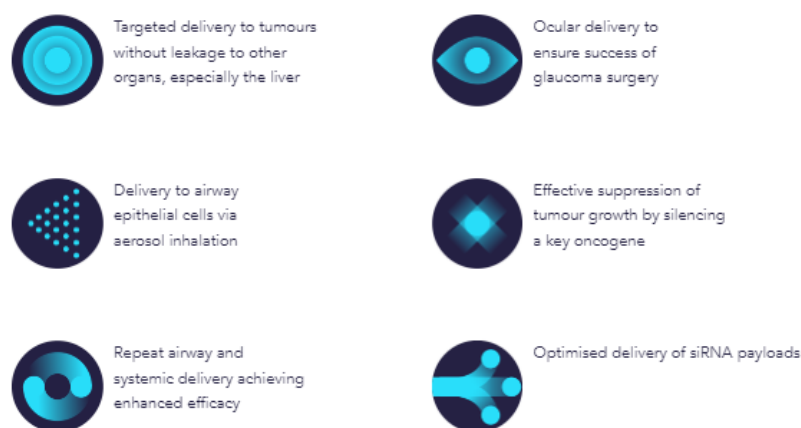 Targeted delivery to tumours
without leakage to other
organs, especially the liver
Ocular delivery to
ensure success of
glaucoma surgery
Delivery to airway
epithelial cells via
aerosol inhalation
Effective suppression of
tumour growth by silencing
a key oncogene
Repeat airway and
systemic delivery achieving
enhanced efficacy
Optimised delivery of siRNA payloads